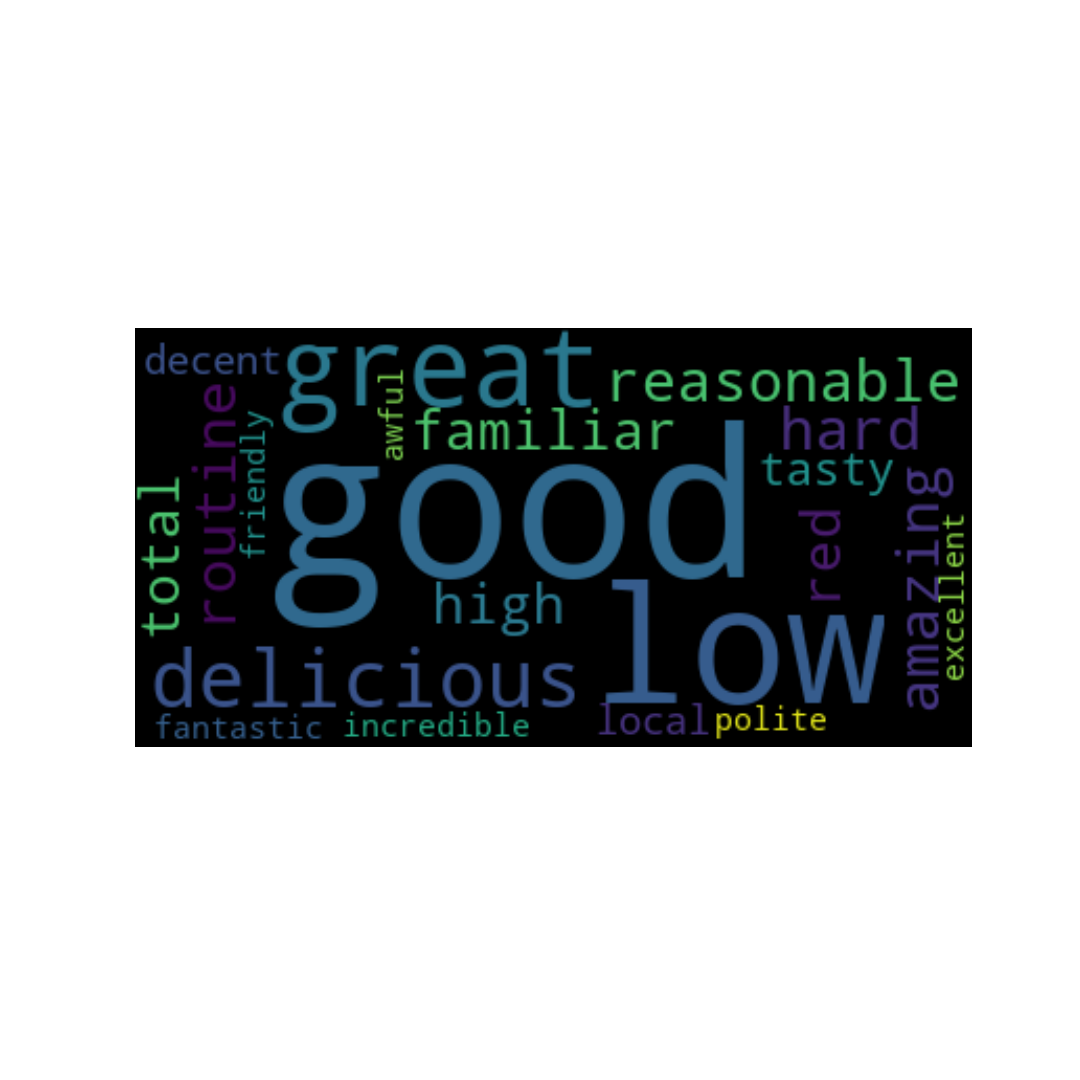 decent
great
reasonable
awful
familiar
hard
routine
friendly
good
tasty
total
amazing
red
excellent
high
low
delicious
fantastic
incredible
local
polite